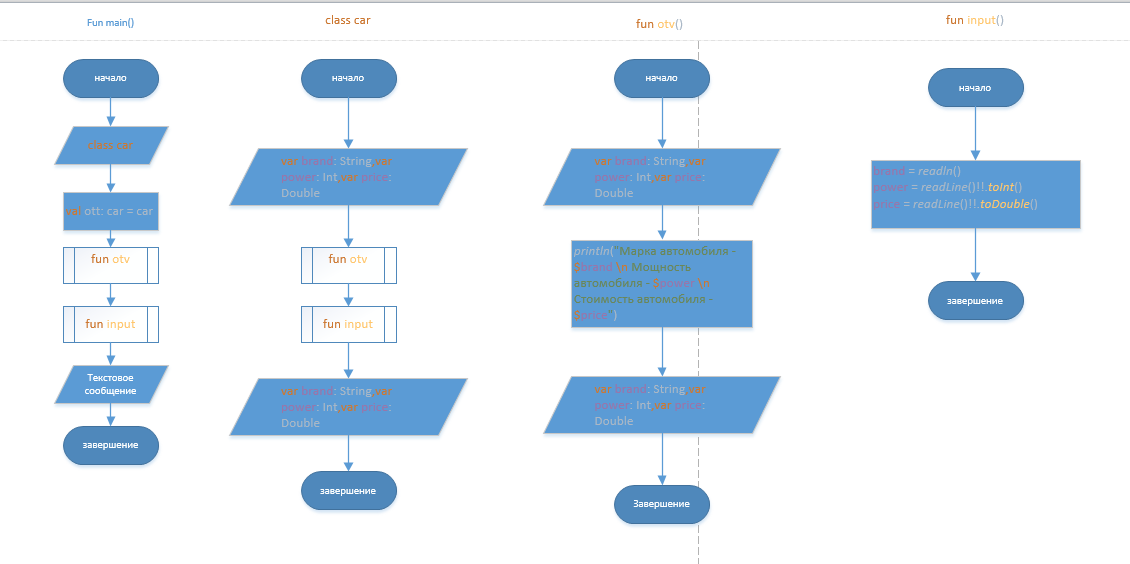 Fun main()
начало
class car
var ott: car = car
fun otv
fun input
Текстовое
сообщение
завершение
class car
начало
var brand: String,var
power: Int,var price:
Double
fun otv
fun input
var brand: String,var
power: Int,var price:
Double
завершение
fun otv()
начало
var brand: String,var
power: Int,var price:
Double
println("Марка автомобиля -
$brand \n Мощность
автомобиля - $power \n
Стоимость автомобиля -
$price")
var brand: String,var
power: Int,var price:
Double
Завершение
fun input()
начало
brand = readln()
power = readLine()!!.toInt()
price = readLine()!!.toDouble()
завершение